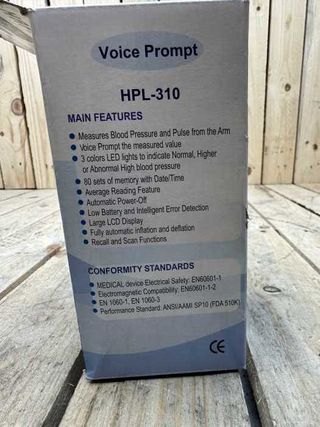 Voice Prompt
HPL-310
MAIN FEATURES
Measures Blood Pressure and Pulse from the Arm
Voice Prompt the measured value
3 colors LED lights to indicate Normal, Higher
or Abnormal High blood pressure
80 sets of memory with Date/Time
Average Reading Feature
Automatic Power-Off
Low Battery and Intelligent Error Detection
Large LCD Display
Fully automatic inflation and deflation
Recall and Scan Functions
CONFORMITY STANDARDS
MEDICAL device Electrical Safety: EN60601-1
Electromagnetic Compatibility: EN60601-1-2
EN 1060-1, EN 1060-3
Performance Standard: ANSI/AAMI SP10 (FDA 510K)
CE